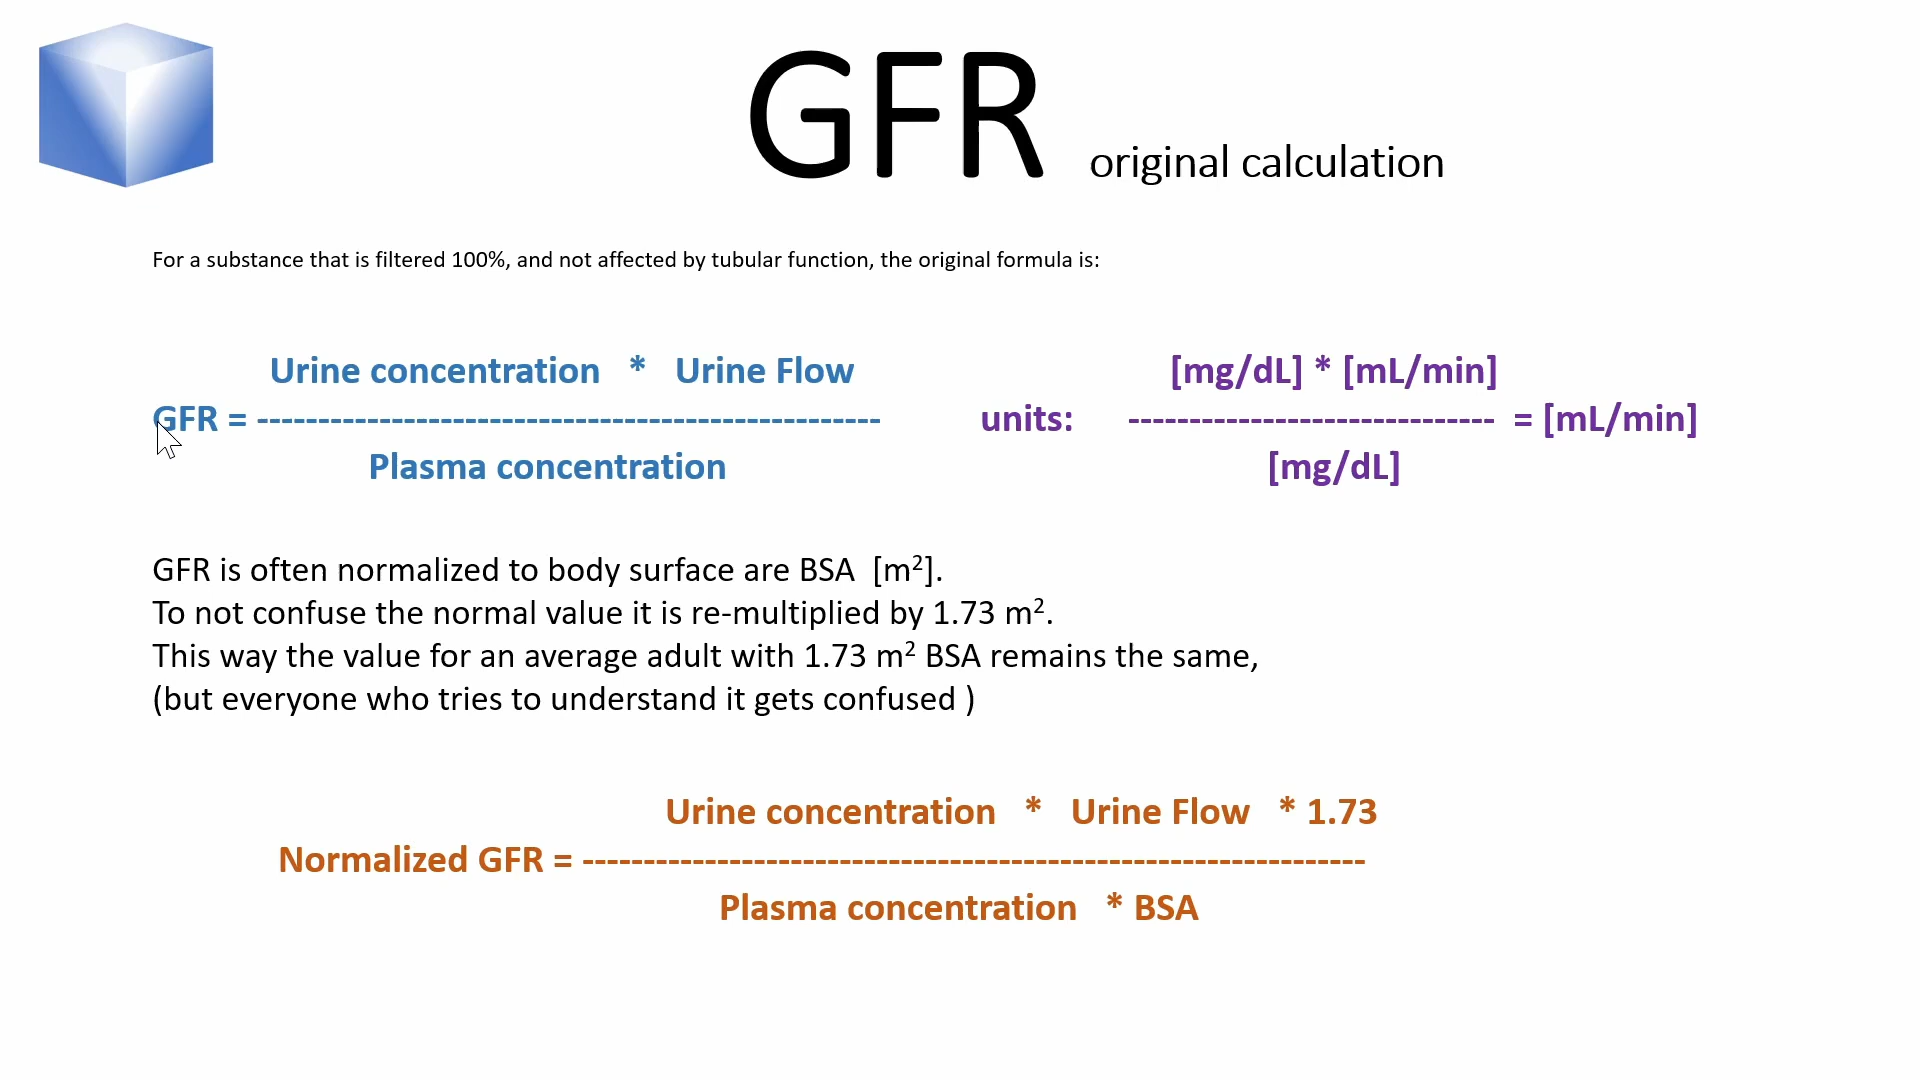 GFR original calculation
For a substance that is filtered 100%, and not affected by tubular function, the original formula is:
Urine concentration * Urine Flow
GFR = ---------------------------------------------------
Plasma concentration
[mg/dL] * [mL/min]
units: ------------------------------ = [mL/min]
[mg/dL]
GFR is often normalized to body surface are BSA [m²].
To not confuse the normal value it is re-multiplied by 1.73 m².
This way the value for an average adult with 1.73 m² BSA remains the same,
(but everyone who tries to understand it gets confused )
Urine concentration * Urine Flow * 1.73
Normalized GFR = ----------------------------------------------------------------
Plasma concentration * BSA